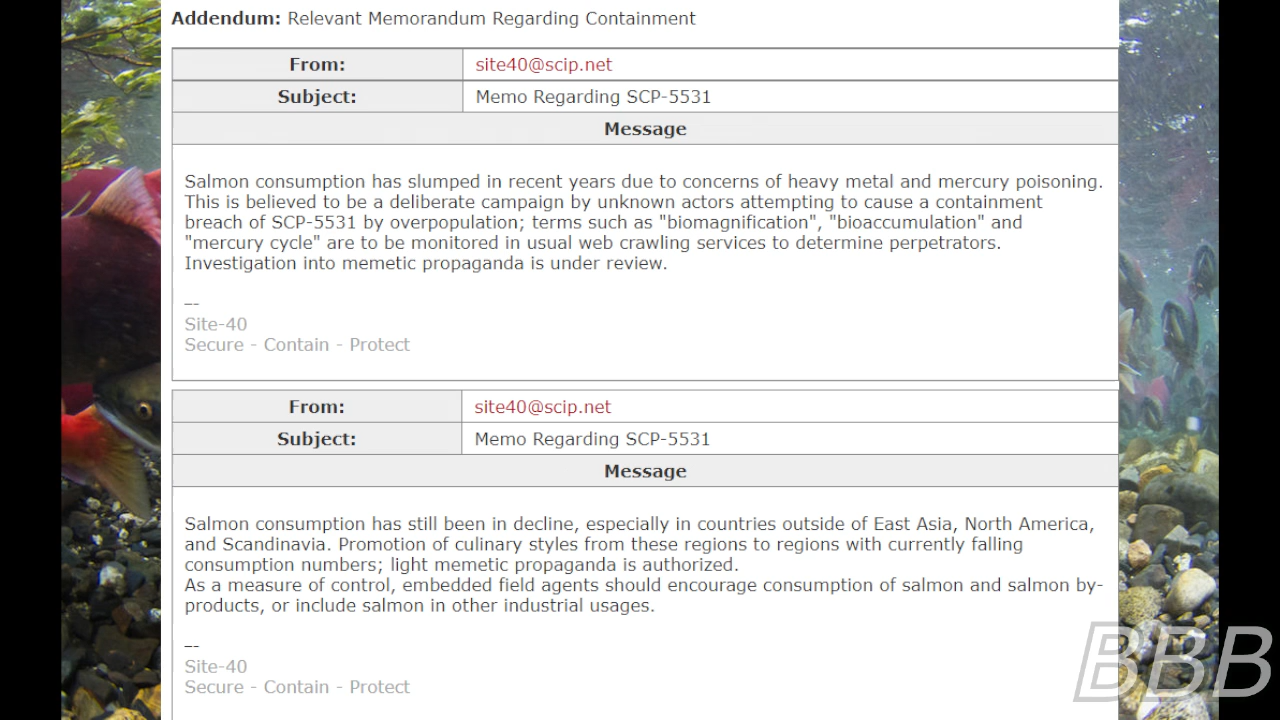 Addendum: Relevant Memorandum Regarding Containment
From: site40@scip.net
Subject: Memo Regarding SCP-5531
Message
Salmon consumption has slumped in recent years due to concerns of heavy metal and mercury poisoning.
This is believed to be a deliberate campaign by unknown actors attempting to cause a containment
breach of SCP-5531 by overpopulation; terms such as "biomagnification", "bioaccumulation" and
"mercury cycle" are to be monitored in usual web crawling services to determine perpetrators.
Investigation into memetic propaganda is under review.
—
Site-40
Secure - Contain - Protect
From: site40@scip.net
Subject: Memo Regarding SCP-5531
Message
Salmon consumption has still been in decline, especially in countries outside of East Asia, North America,
and Scandinavia. Promotion of culinary styles from these regions to regions with currently falling
consumption numbers; light memetic propaganda is authorized.
As a measure of control, embedded field agents should encourage consumption of salmon and salmon by-
products, or include salmon in other industrial usages.
—
Site-40
Secure - Contain - Protect
BBB